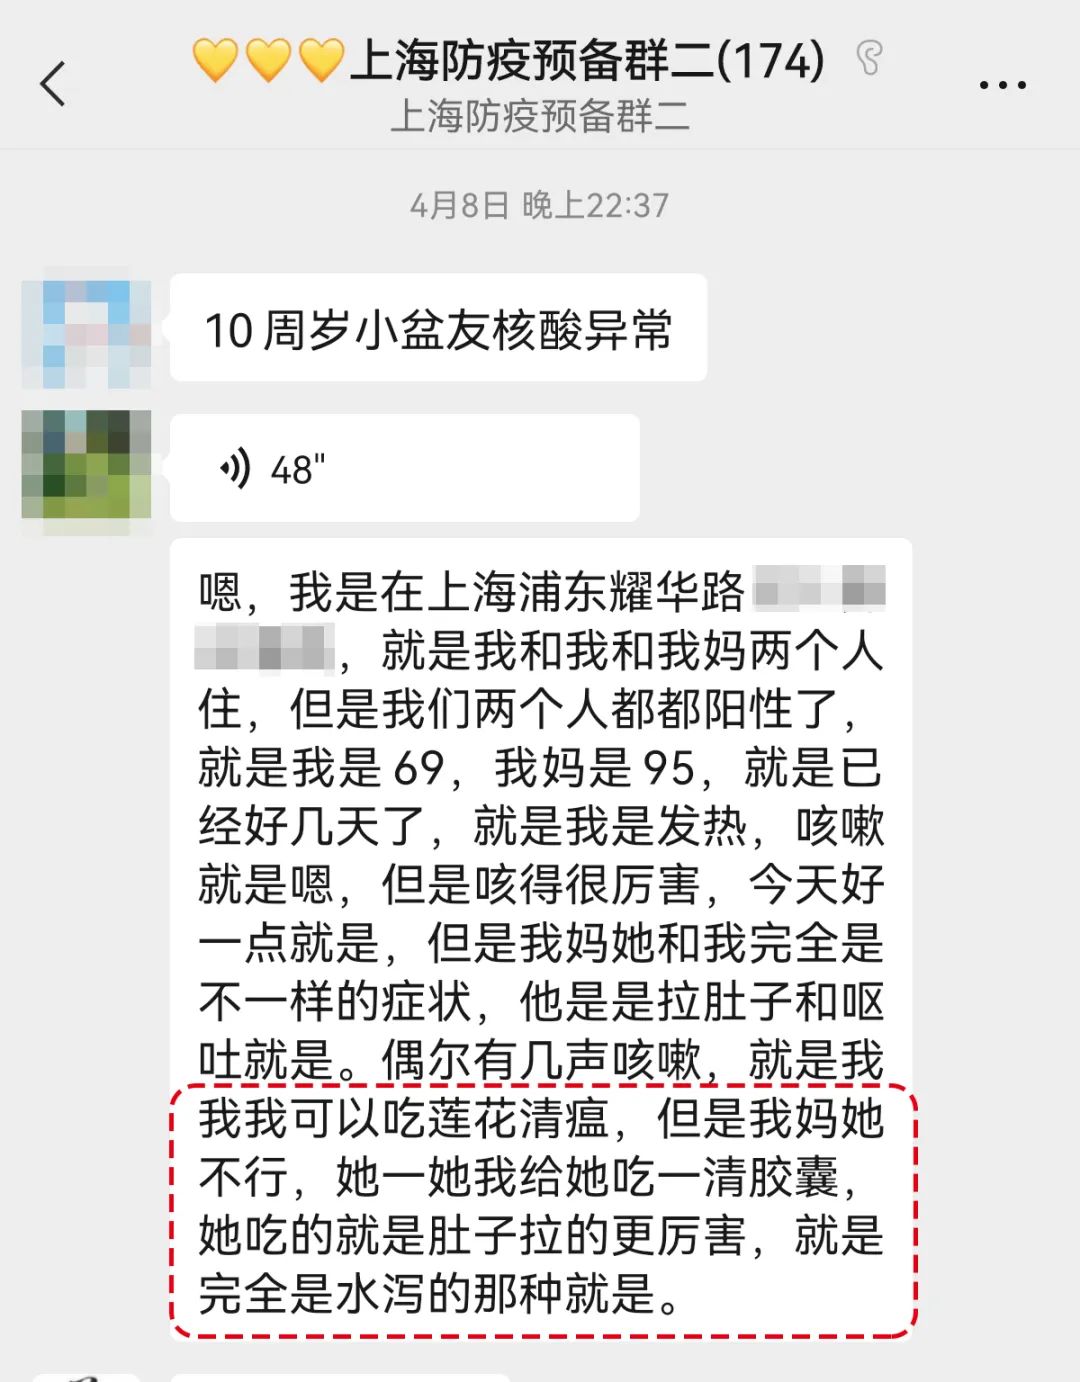 💛💛💛上海防疫预备群二(174)
上海防疫预备群二
4月8日 晚上22:37
10周岁小盆友核酸异常
48"
嗯，我是在上海浦东耀华路
，就是我和我和我妈两个人
住，但是我们两个人都都阳性了，
就是我是69，我妈是95，就是已
经好几天了，就是我是发热，咳嗽
就是嗯，但是咳得很厉害，今天好
一点就是，但是我妈她和我完全是
不一样的症状，他是是拉肚子和呕
吐就是。偶尔有几声咳嗽，就是我
我我可以吃莲花清瘟，但是我妈她
不行，她一她我给她吃一清胶囊，
她吃的就是肚子拉的更厉害，就是
完全是水泻的那种就是。